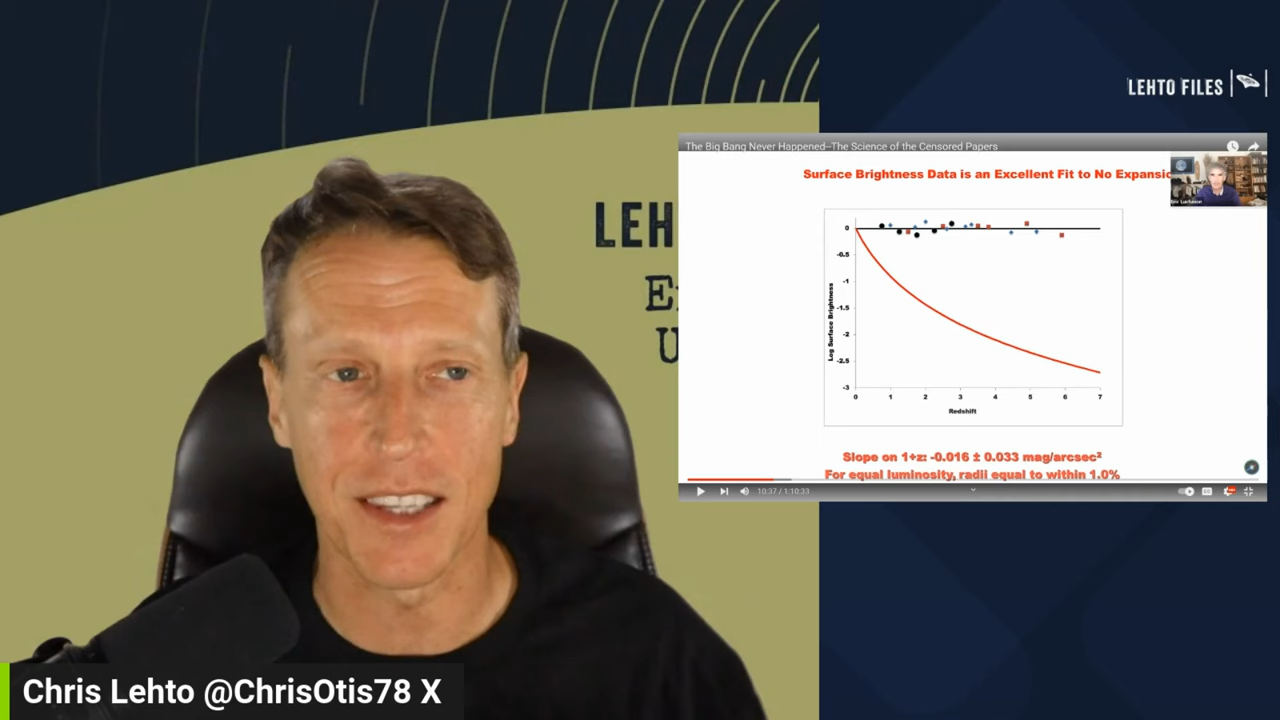 LEHTO FILES
The Big Bang Never Happened--The Science of the Censored Papers
Surface Brightness Data is an Excellent Fit to No Expansio
Eric Lerner
LEH
E
U
0
-0.5
-1
-1.5
-2
-2.5
-3
Log Surface Brightness
0 1 2 3 4 5 6 7
Redshift
Slope on 1+z: -0.016 ± 0.033 mag/arcsec²
For equal luminosity, radii equal to within 1.0%
10:37 / 1:10:33
Chris Lehto @ChrisOtis78 X